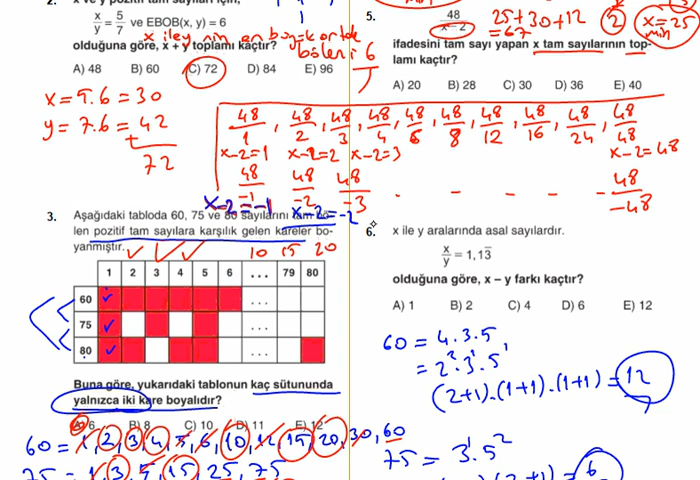 x/y = 5/7 ve EBOB(x, y) = 6
x ile y'nin en büyük ortak
böleni 6
olduğuna göre, x + y toplamı kaçtır?
A) 48 B) 60 C) 72 D) 84 E) 96
x = 5.6 = 30
y = 7.6 = 42
+
72
3. Aşağıdaki tabloda 60, 75 ve 80 sayılarını tam bö-
len pozitif tam sayılara karşılık gelen kareler bo-
yanmıştır.
10 15 20
1 2 3 4 5 6 ... 79 80
60 ...
75 ...
80 ...
Buna göre, yukarıdaki tablonun kaç sütununda
yalnızca iki kare boyalıdır?
A) 6 B) 8 C) 10 D) 11 E) 12
60 = 1, 2, 3, 4, 5, 6, 10, 12, 15, 20, 30, 60
75 = 1, 3, 5, 15, 25, 75
5. 48/x-2
25+30+12
= 67
2
x = 25
min
ifadesini tam sayı yapan x tam sayılarının top-
lamı kaçtır?
A) 20 B) 28 C) 30 D) 36 E) 40
48/1, 48/2, 48/3, 48/4, 48/6, 48/8, 48/12, 48/16, 48/24, 48/48
x-2=1 x-2=2 x-2=3 x-2=48
48/-1 48/-2 48/-3 - - - - - 48/-48
x-2=-1 x-2=-2
6. x ile y aralarında asal sayılardır.
x/y = 1,13̅
olduğuna göre, x – y farkı kaçtır?
A) 1 B) 2 C) 4 D) 6 E) 12
60 = 4.3.5
= 2².3¹.5¹
(2+1).(1+1).(1+1) = 12
75 = 3¹.5²